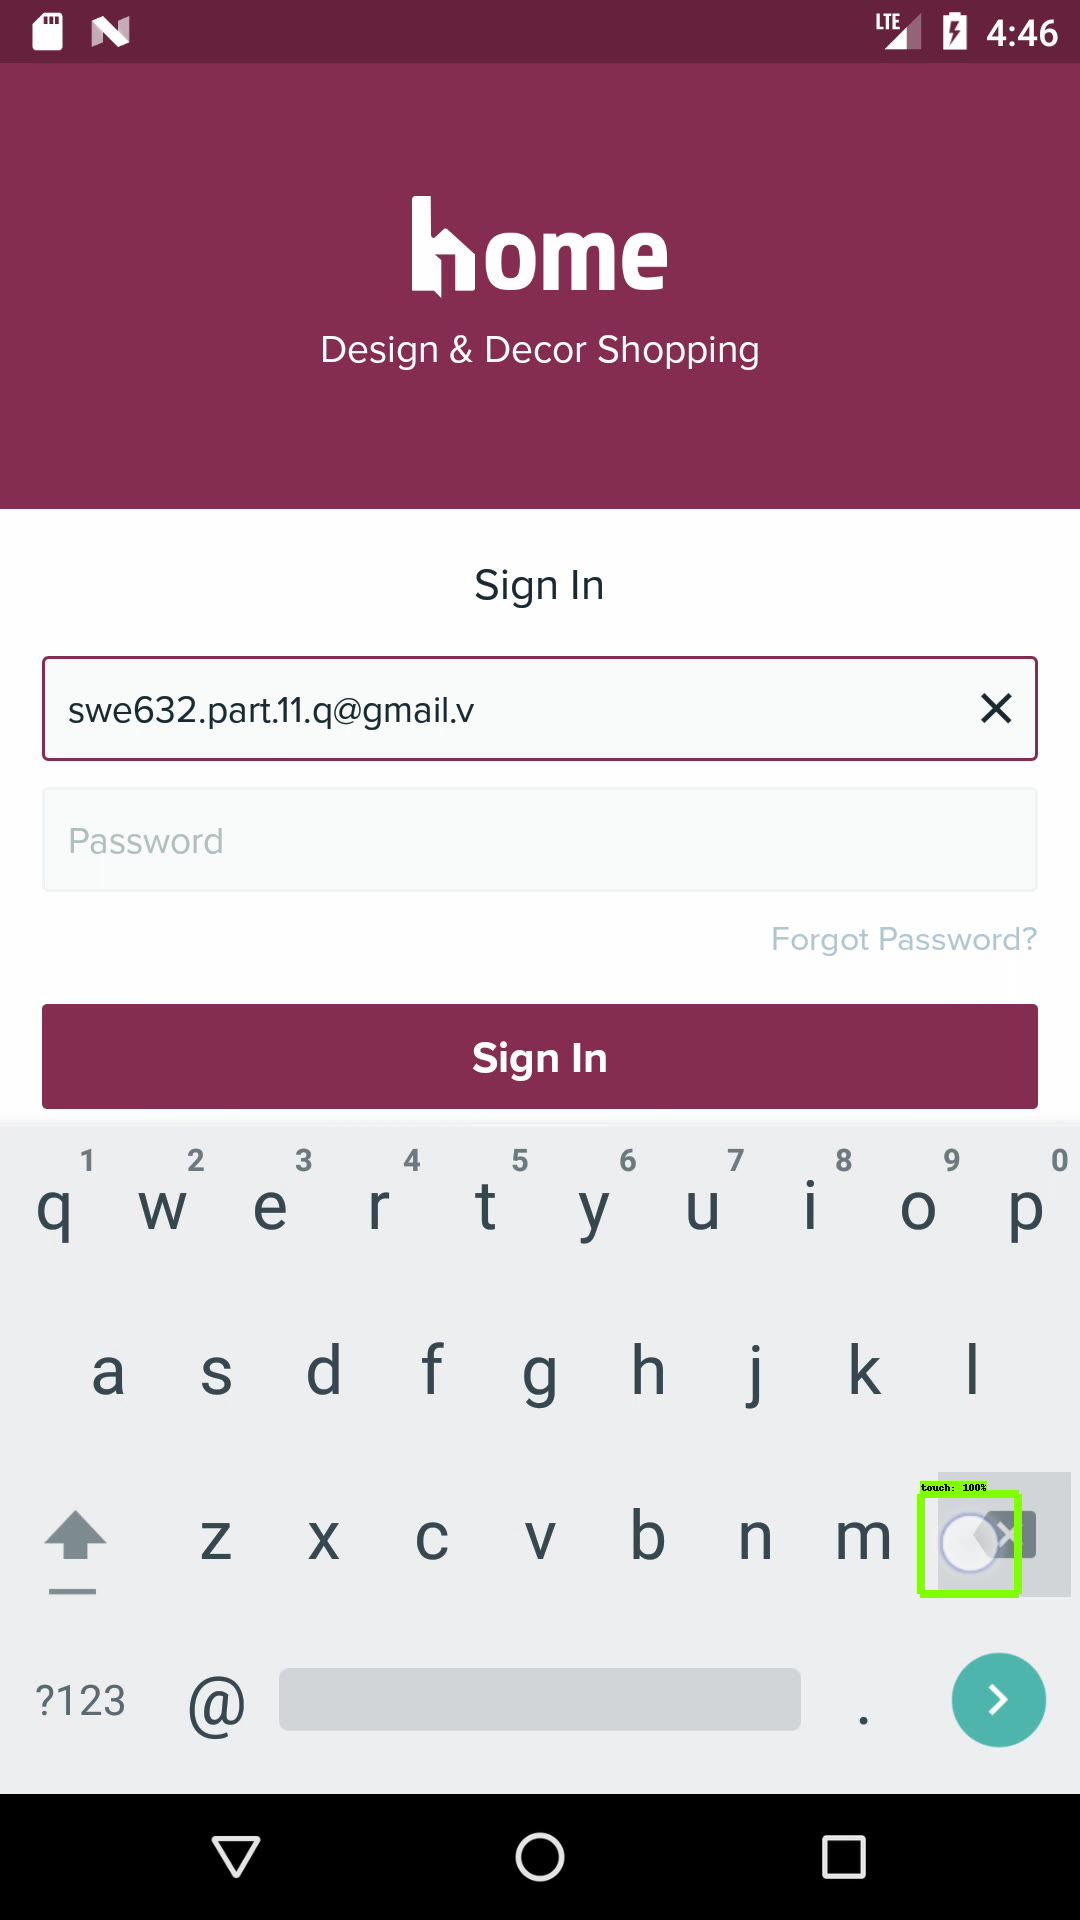 LTE 4:46
home
Design & Decor Shopping
Sign In
swe632.part.11.q@gmail.v
Password
Forgot Password?
Sign In
1 2 3 4 5 6 7 8 9 0
q w e r t y u i o p
a s d f g h j k l
touch: 100%
z x c v b n m
?123 @ .